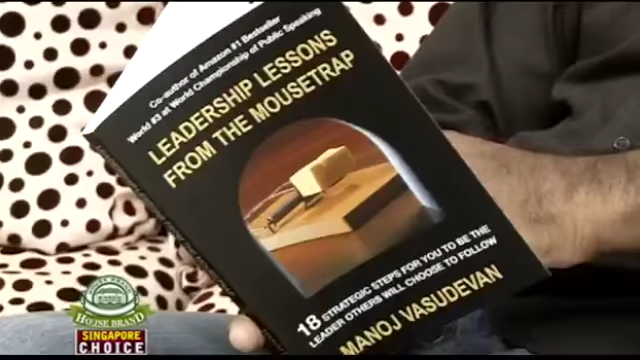 Co-author of Amazon #1 Bestseller
World #3 at World Championship of Public Speaking
LEADERSHIP LESSONS
FROM THE MOUSETRAP
18 STRATEGIC STEPS FOR YOU TO BE THE
LEADER OTHERS WILL CHOOSE TO FOLLOW
MANOJ VASUDEVAN
HOUSE BRAND
SINGAPORE
CHOICE